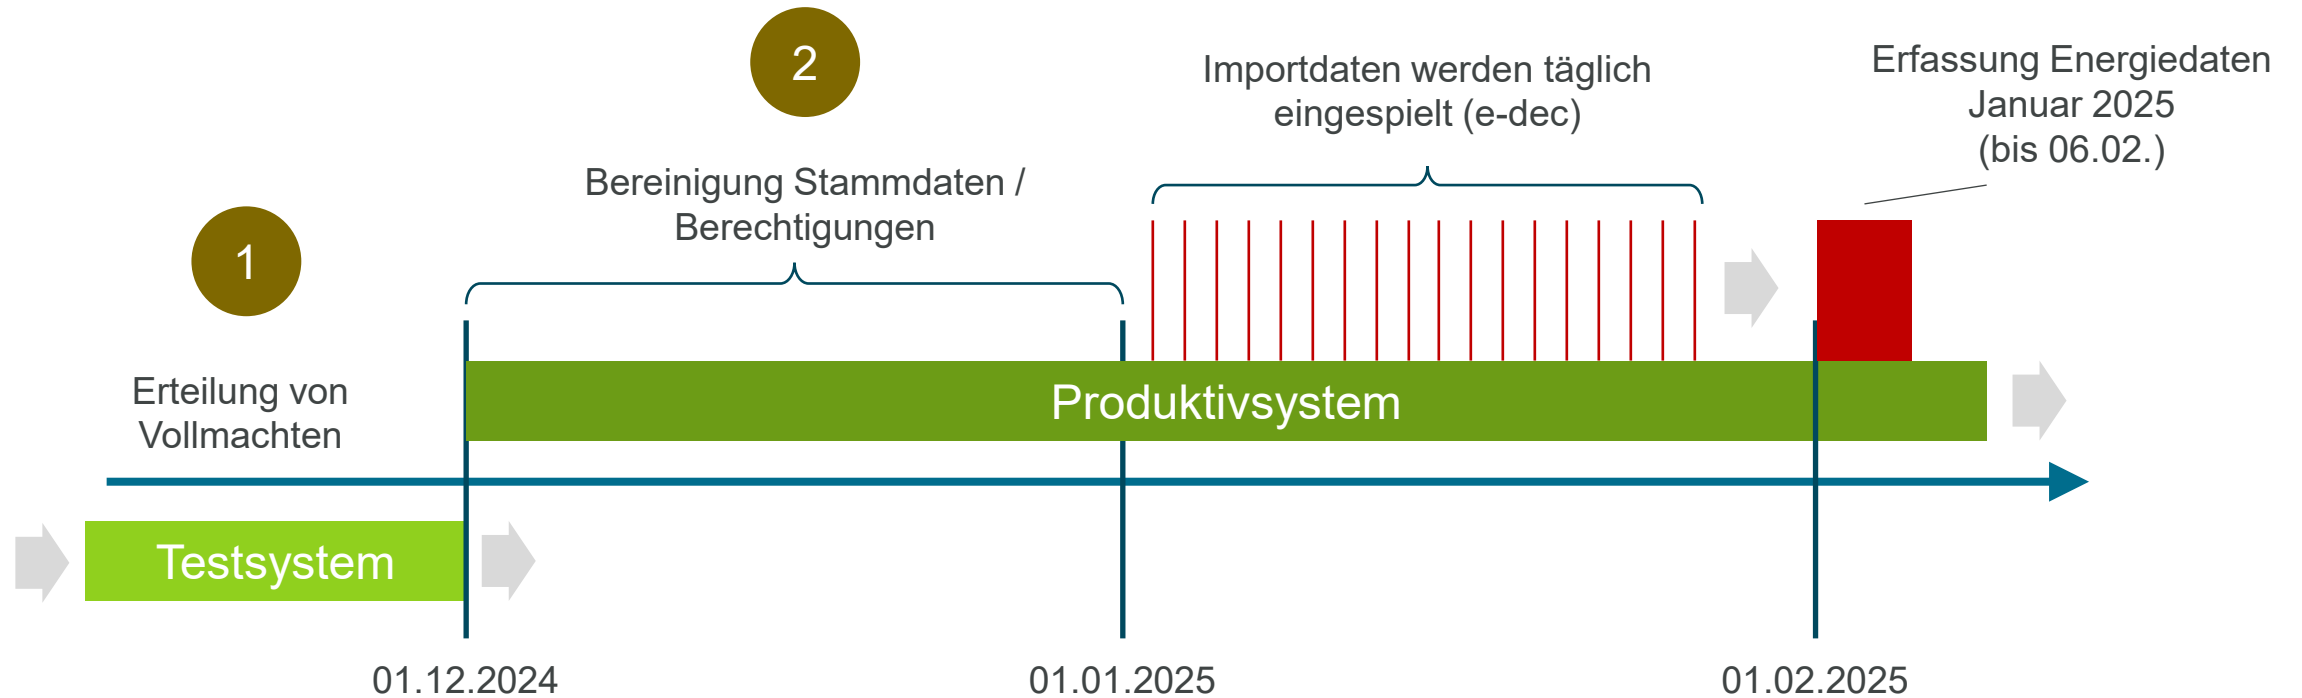 1
Erteilung von
Vollmachten
2
Bereinigung Stammdaten /
Berechtigungen
Importdaten werden täglich
eingespielt (e-dec)
Erfassung Energiedaten
Januar 2025
(bis 06.02.)
Produktivsystem
Testsystem
01.12.2024
01.01.2025
01.02.2025